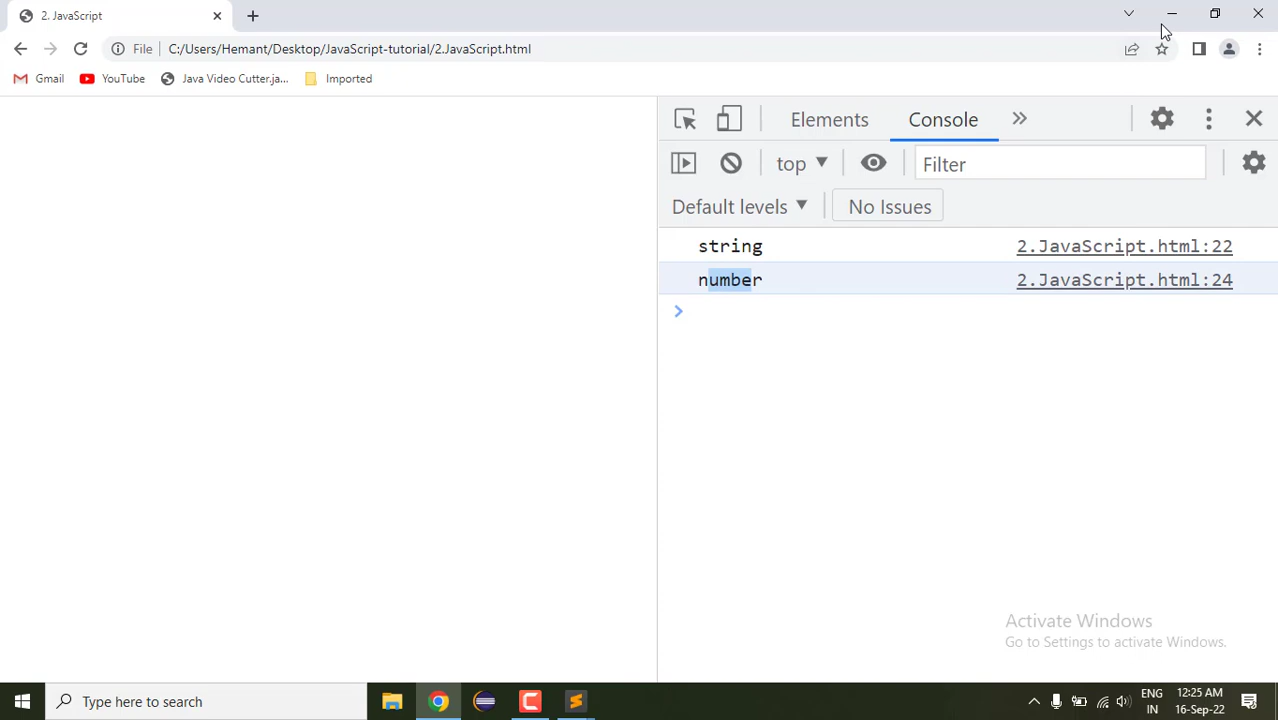 2. JavaScript
File C:/Users/Hemant/Desktop/JavaScript-tutorial/2.JavaScript.html
Gmail YouTube Java Video Cutter.ja... Imported
Elements Console
top Filter
Default levels No Issues
string 2.JavaScript.html:22
number 2.JavaScript.html:24
Activate Windows
Go to Settings to activate Windows.
Type here to search
ENG 12:25 AM
IN 16-Sep-22